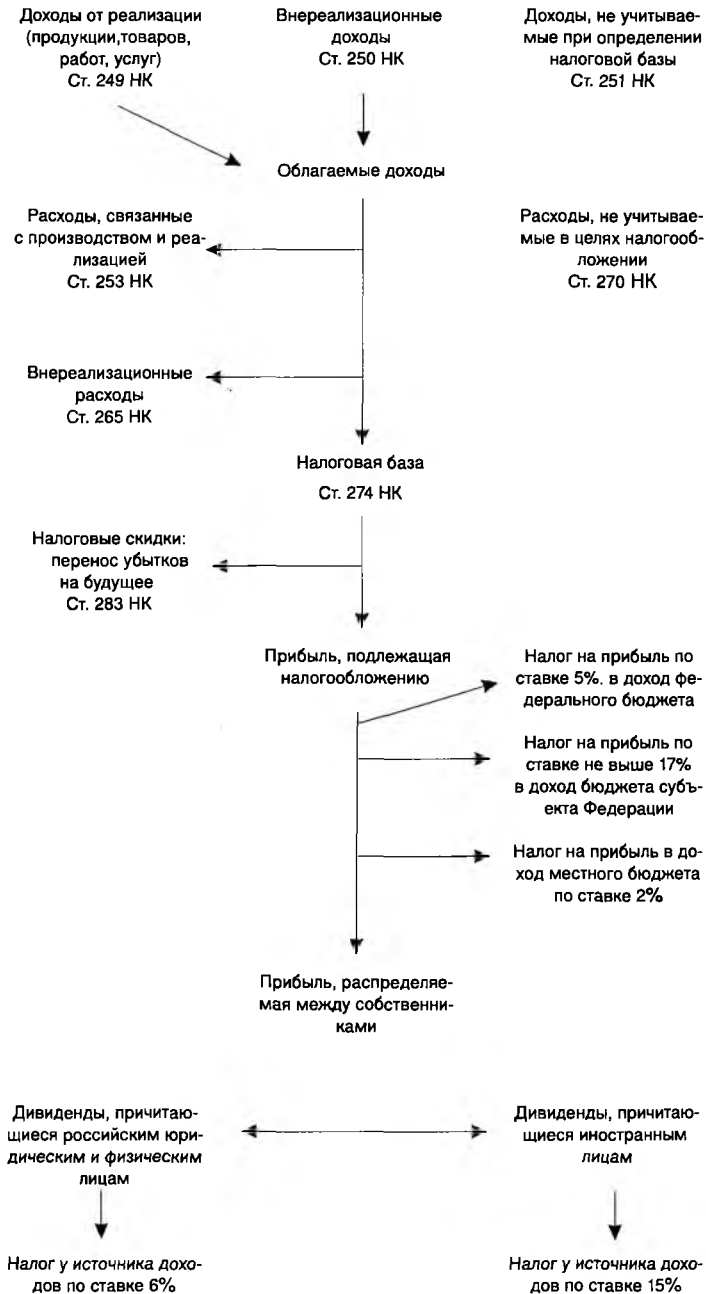 Доходы от реализации
(продукции,товаров,
работ, услуг)
Ст. 249 НК
Внереализационные
доходы
Ст. 250 НК
Доходы, не учитывае-
мые при определении
налоговой базы
Ст. 251 НК
Облагаемые доходы
Расходы, связанные
с производством и реа-
лизацией
Ст. 253 НК
Расходы, не учитывае-
мые в целях налогооб-
ложении
Ст. 270 НК
Внереализационные
расходы
Ст. 265 НК
Налоговая база
Ст. 274 НК
Налоговые скидки:
перенос убытков
на будущее
Ст. 283 НК
Прибыль, подлежащая
налогообложению
Налог на прибыль по
ставке 5%. в доход фе-
дерального бюджета
Налог на прибыль по
ставке не выше 17%
в доход бюджета субъ-
екта Федерации
Налог на прибыль в до-
ход местного бюджета
по ставке 2%
Прибыль, распределяе-
мая между собственни-
ками
Дивиденды, причитаю-
щиеся российским юри-
дическим и физическим
лицам
Дивиденды, причитаю-
щиеся иностранным
лицам
Налог у источника дохо-
дов по ставке 6%
Налог у источника дохо-
дов по ставке 15%